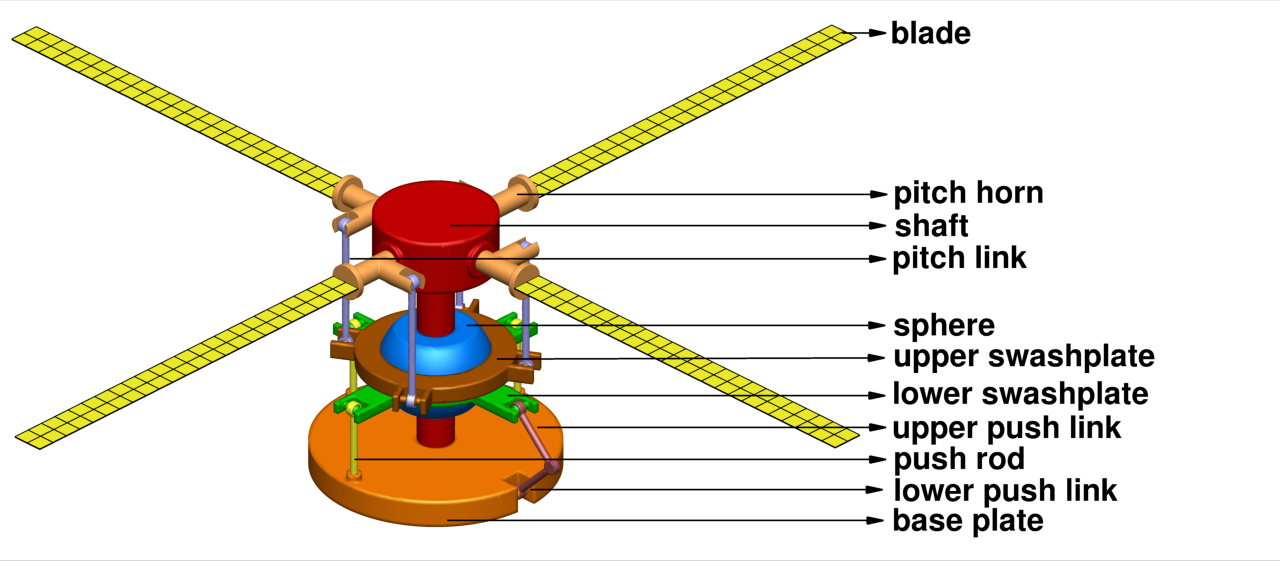 blade
pitch horn
shaft
pitch link
sphere
upper swashplate
lower swashplate
upper push link
push rod
lower push link
base plate